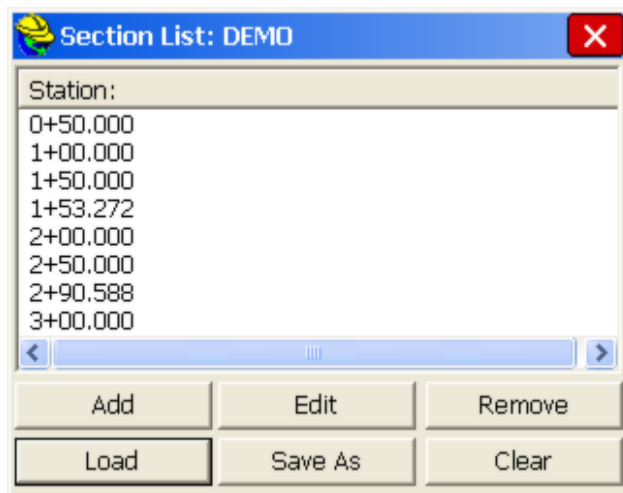 Section List: DEMO
Station:
0+50.000
1+00.000
1+50.000
1+53.272
2+00.000
2+50.000
2+90.588
3+00.000
Add Edit Remove
Load Save As Clear